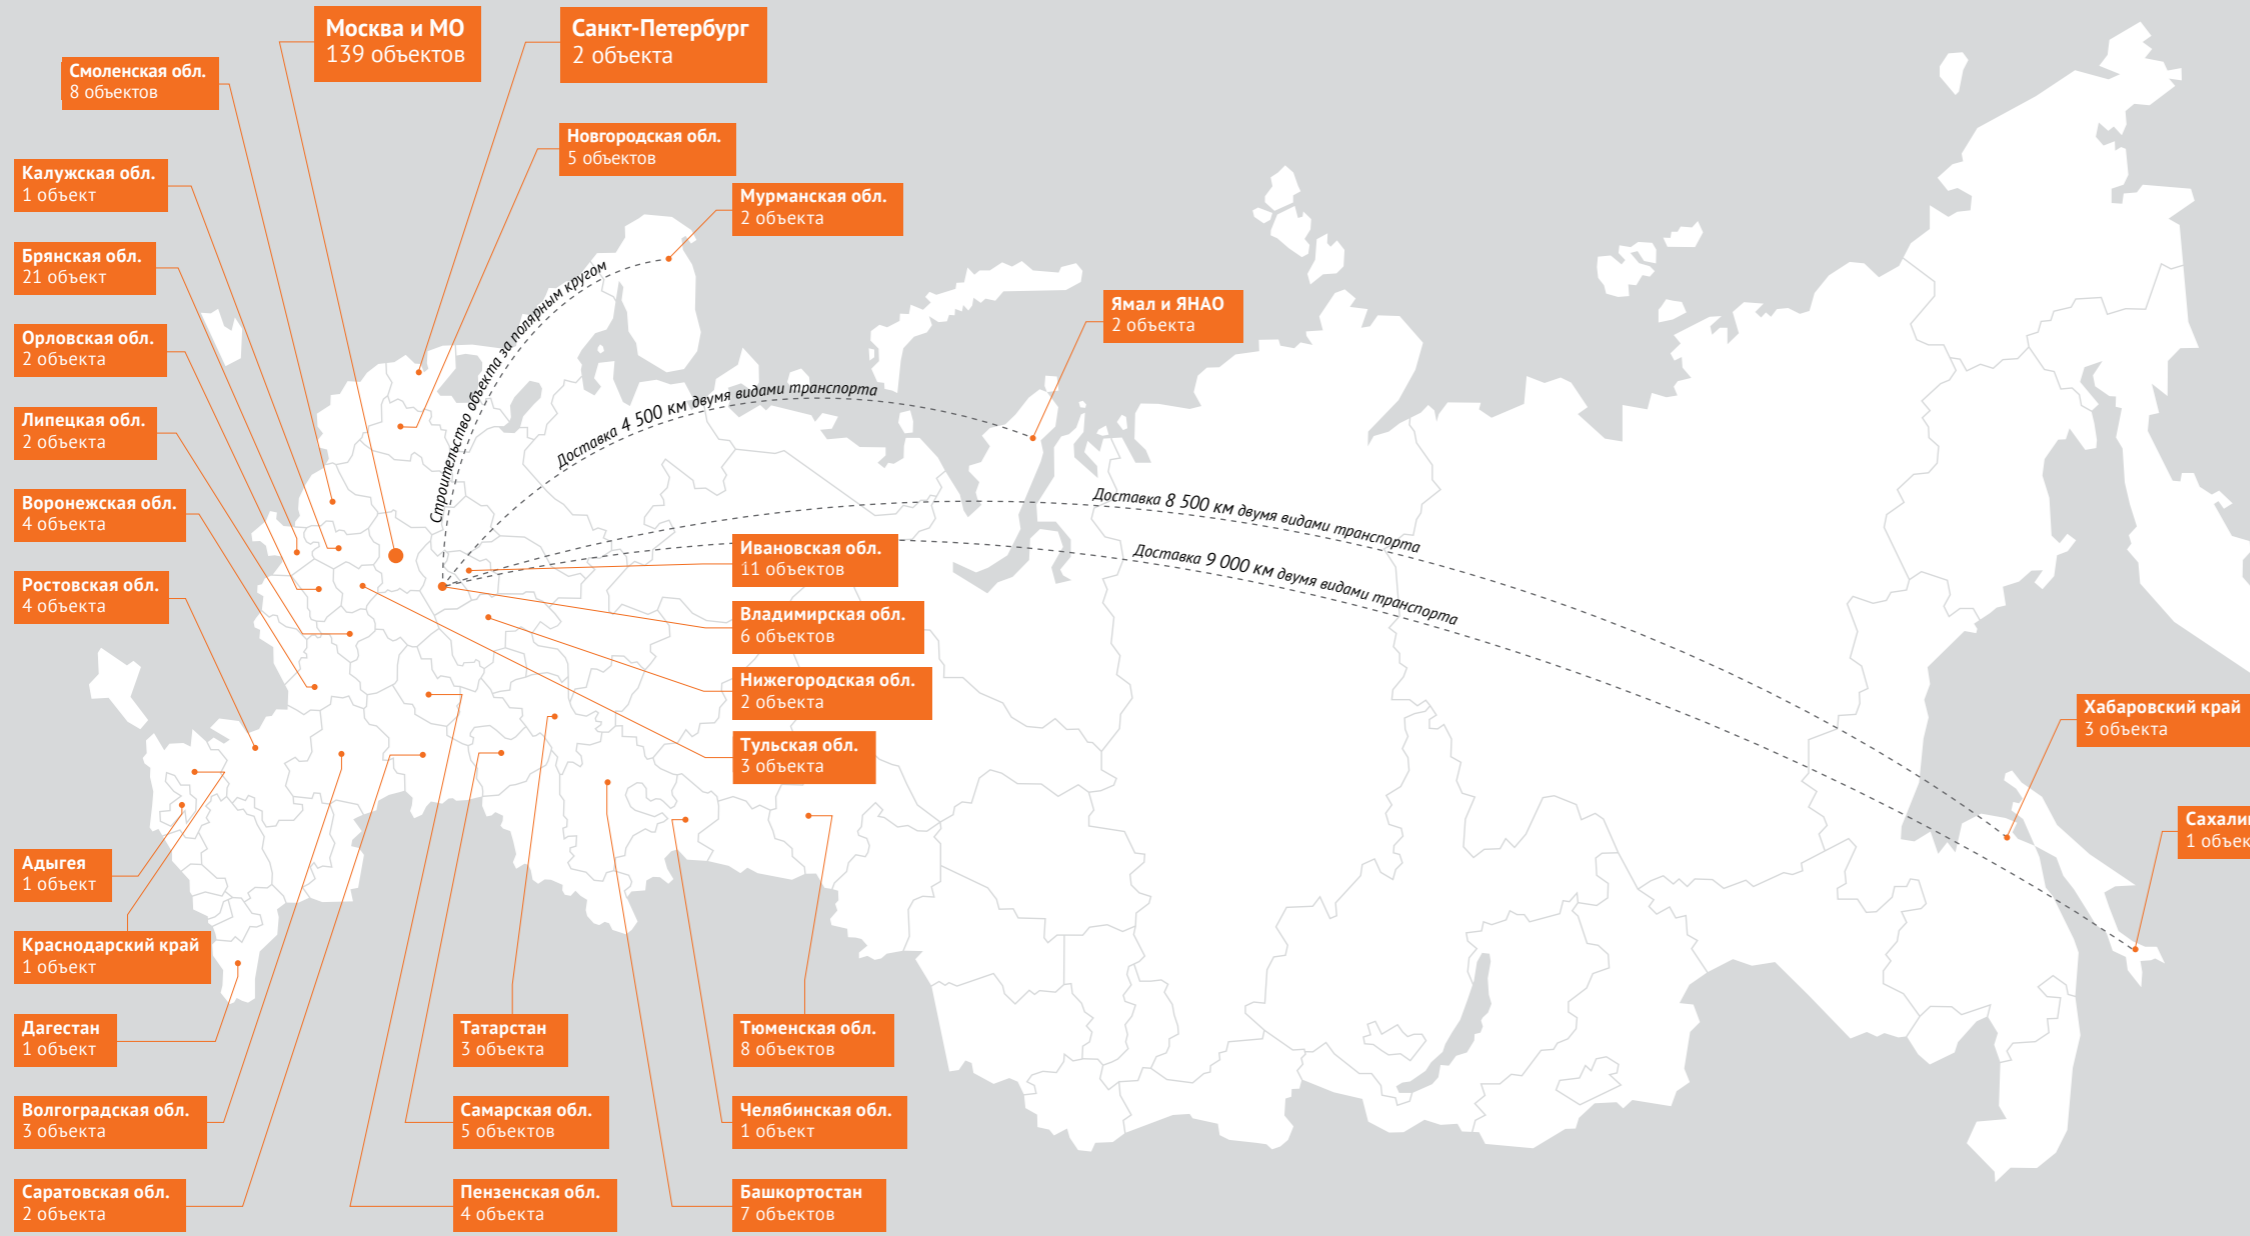 Москва и МО
139 объектов
Санкт-Петербург
2 объекта
Смоленская обл.
8 объектов
Новгородская обл.
5 объектов
Калужская обл.
1 объект
Мурманская обл.
2 объекта
Брянская обл.
21 объект
Ямал и ЯНАО
2 объекта
Орловская обл.
2 объекта
Липецкая обл.
2 объекта
Воронежская обл.
4 объекта
Ростовская обл.
4 объекта
Строительство объекта за полярным кругом
Доставка 4 500 км двумя видами транспорта
Доставка 8 500 км двумя видами транспорта
Доставка 9 000 км двумя видами транспорта
Ивановская обл.
11 объектов
Владимирская обл.
6 объектов
Нижегородская обл.
2 объекта
Тульская обл.
3 объекта
Хабаровский край
3 объекта
1
Адыгея
1 объект
Краснодарский край
1 объект
Дагестан
1 объект
Волгоградская обл.
3 объекта
Саратовская обл.
2 объекта
Татарстан
3 объекта
Самарская обл.
5 объектов
Пензенская обл.
4 объекта
Тюменская обл.
8 объектов
Челябинская обл.
1 объект
Башкортостан
7 объектов